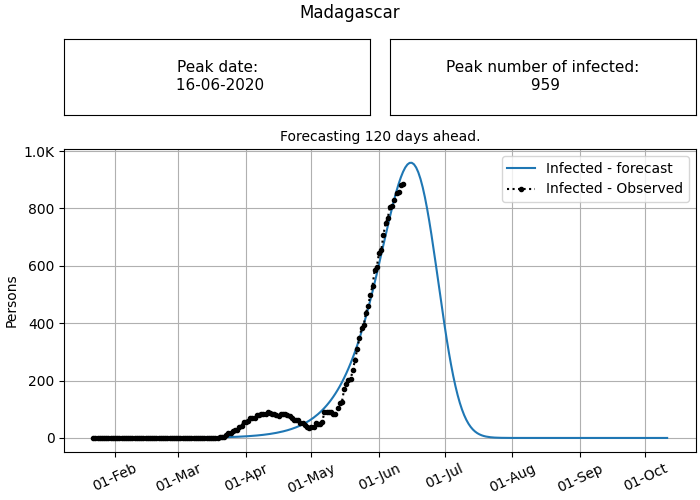 Madagascar
Peak date:
16-06-2020
Peak number of infected:
959
Forecasting 120 days ahead.
1.0K
800
600
400
200
0
Persons
Infected - forecast
Infected - Observed
01-Feb
01-Mar
01-Apr
01-May
01-Jun
01-Jul
01-Aug
01-Sep
01-Oct